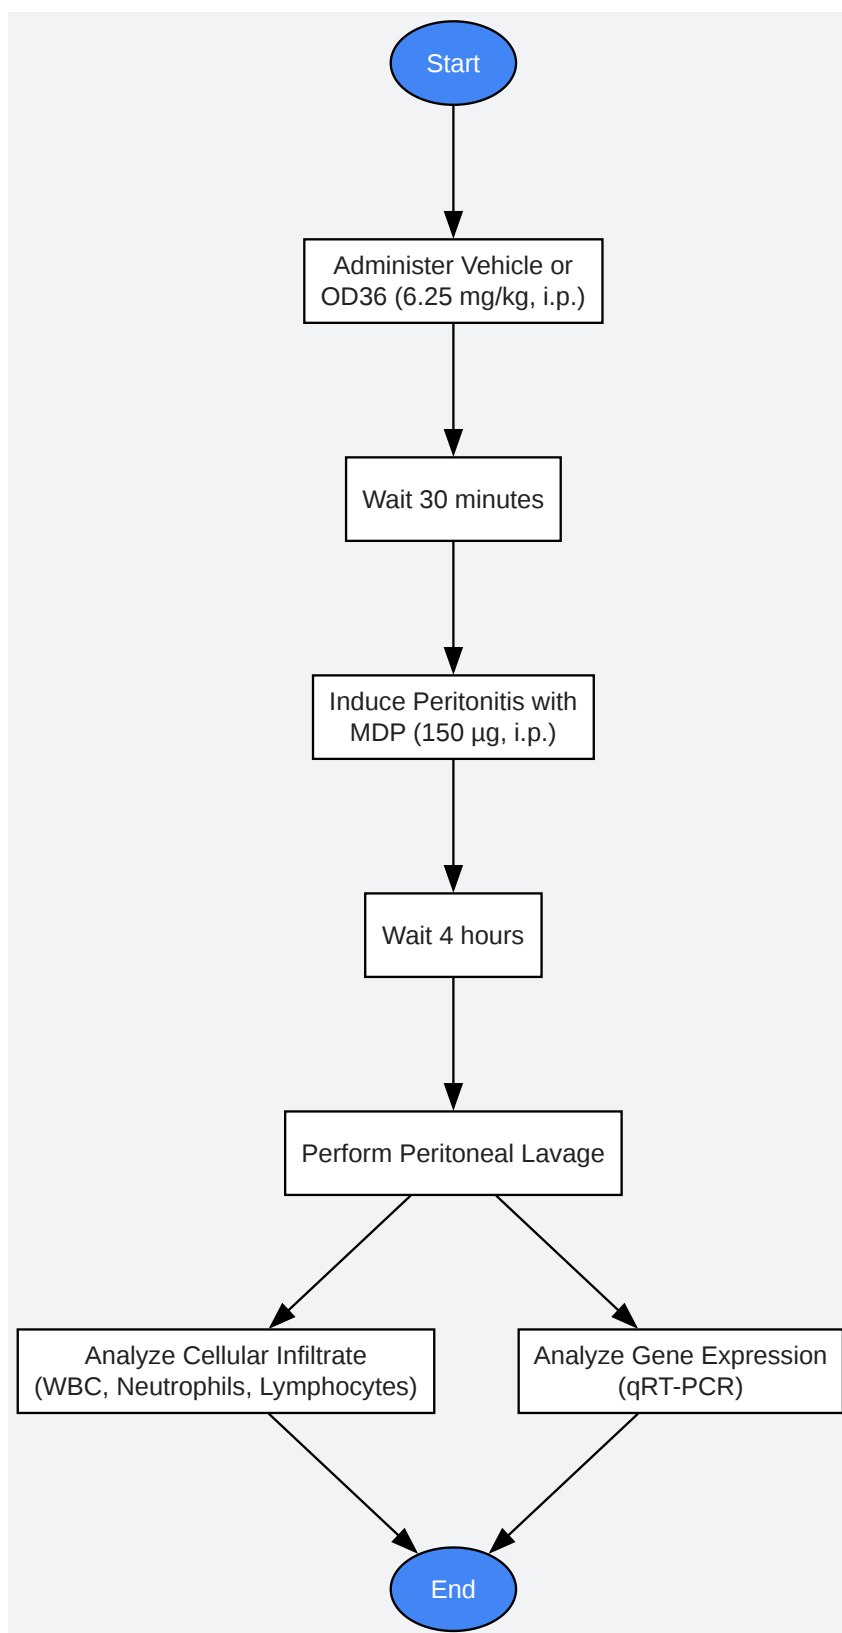 Start
Administer Vehicle or
OD36 (6.25 mg/kg, i.p.)
Wait 30 minutes
Induce Peritonitis with
MDP (150 µg, i.p.)
Wait 4 hours
Perform Peritoneal Lavage
Analyze Cellular Infiltrate
(WBC, Neutrophils, Lymphocytes)
Analyze Gene Expression
(qRT-PCR)
End